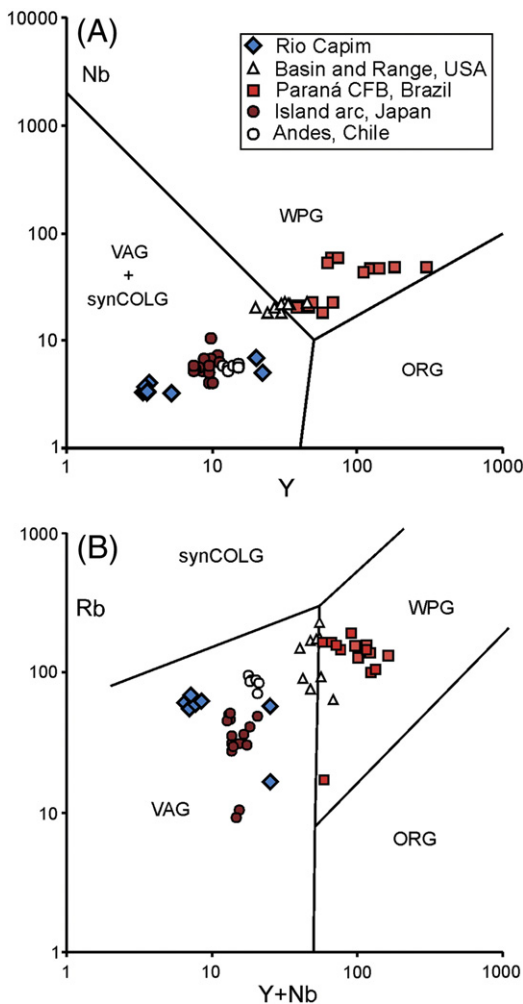 10000
(A)
Nb
Rio Capim
Basin and Range, USA
Paraná CFB, Brazil
Island arc, Japan
Andes, Chile
1000
WPG
100
VAG
+
synCOLG
10
ORG
1
1 10 100 1000
Y
1000
(B)
synCOLG
Rb
WPG
100
10
VAG
ORG
1
1 10 100 1000
Y+Nb